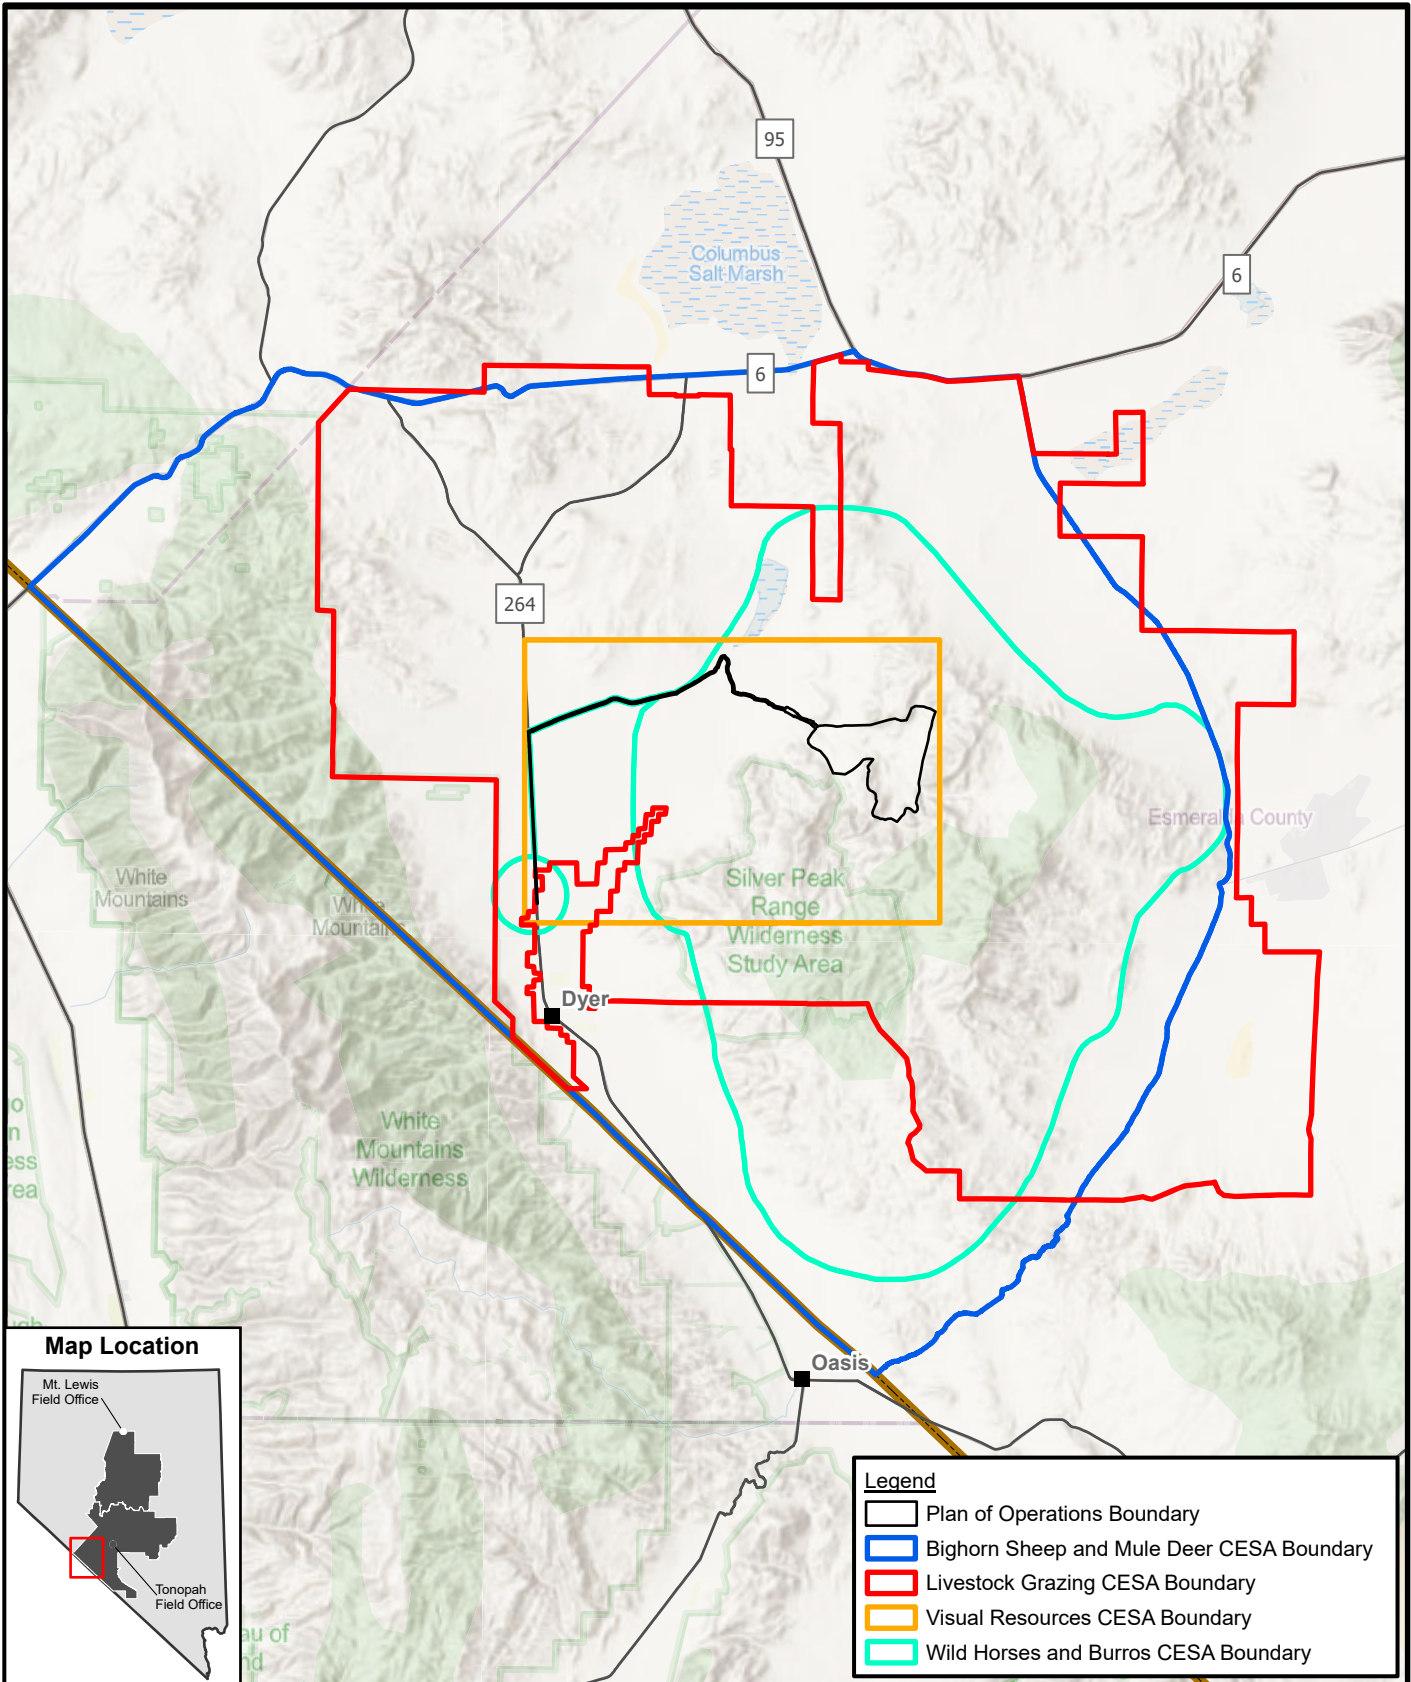 95
Columbus
Salt Marsh
6
6
264
Esmeralda County
White
Mountains
White
Mountains
Silver Peak
Range
Wilderness
Study Area
Dyer
White
Mountains
Wilderness
Oasis
Map Location
Mt. Lewis
Field Office
Tonopah
Field Office
au of
Legend
Plan of Operations Boundary
Bighorn Sheep and Mule Deer CESA Boundary
Livestock Grazing CESA Boundary
Visual Resources CESA Boundary
Wild Horses and Burros CESA Boundary